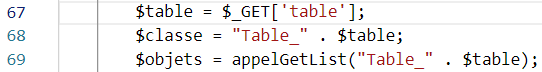 67 $table = $_GET['table'];
68 $classe = "Table_" . $table;
69 $objets = appelGetList("Table_" . $table);